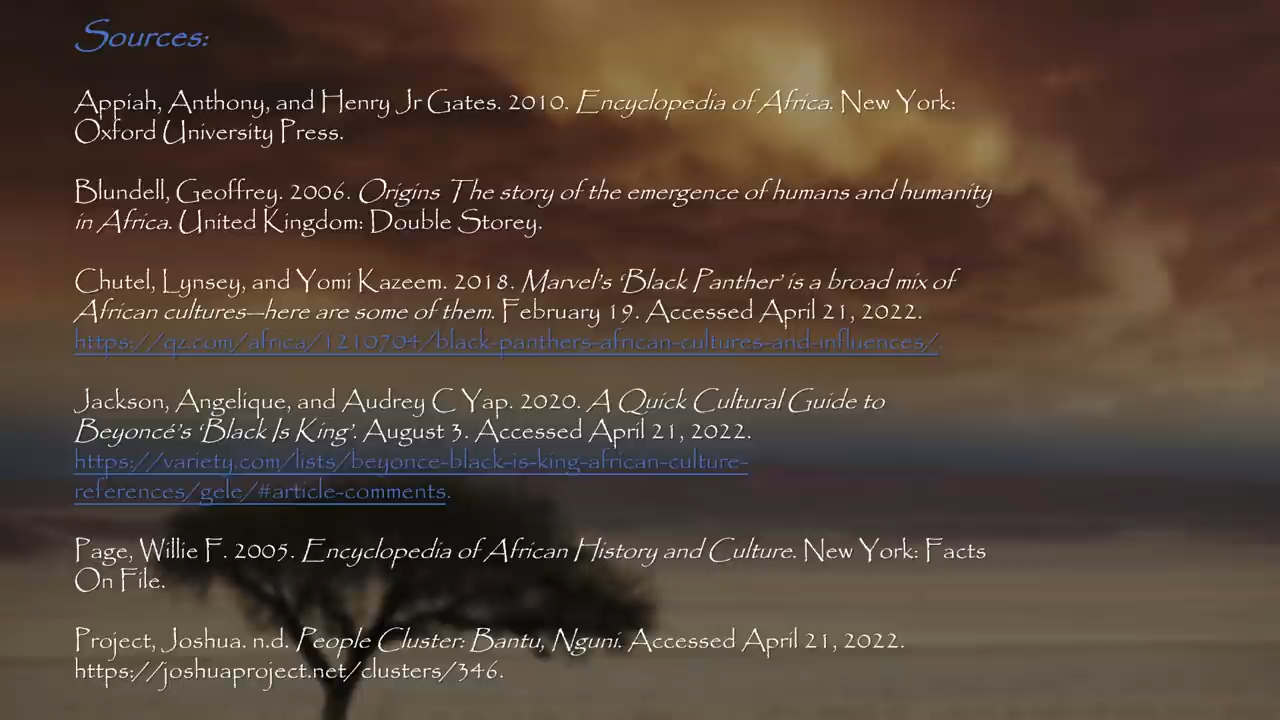 Sources:
Appiah, Anthony, and Henry Jr Gates. 2010. Encyclopedia of Africa. New York:
Oxford University Press.
Blundell, Geoffrey. 2006. Origins The story of the emergence of humans and humanity
in Africa. United Kingdom: Double Storey.
Chutel, Lynsey, and Yomi Kazeem. 2018. Marvel's 'Black Panther' is a broad mix of
African cultures—here are some of them. February 19. Accessed April 21, 2022.
https://qz.com/africa/1210704/black-panthers-african-cultures-and-influences/.
Jackson, Angelique, and Audrey C Yap. 2020. A Quick Cultural Guide to
Beyoncé's 'Black Is King'. August 3. Accessed April 21, 2022.
https://variety.com/lists/beyonce-black-is-king-african-culture-
references/gele/#article-comments.
Page, Willie F. 2005. Encyclopedia of African History and Culture. New York: Facts
On File.
Project, Joshua. n.d. People Cluster: Bantu, Nguni. Accessed April 21, 2022.
https://joshuaproject.net/clusters/346.